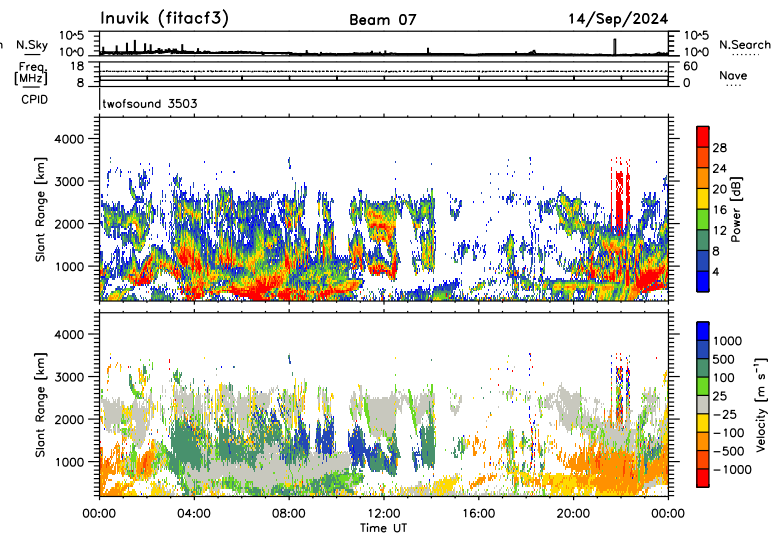 Inuvik (fitacf3) Beam 07 14/Sep/2024
n N.Sky 10^5 10^0 10^5 10^0 N.Search
Freq. [MHz] 18 8 60 0 Nave
CPID twofsound 3503
Slant Range [km] 4000 3000 2000 1000
Power [dB] 28 24 20 16 12 8 4
Slant Range [km] 4000 3000 2000 1000
Velocity [m s⁻¹] 1000 500 100 25 −25 −100 −500 −1000
00:00 04:00 08:00 12:00 16:00 20:00 00:00
Time UT